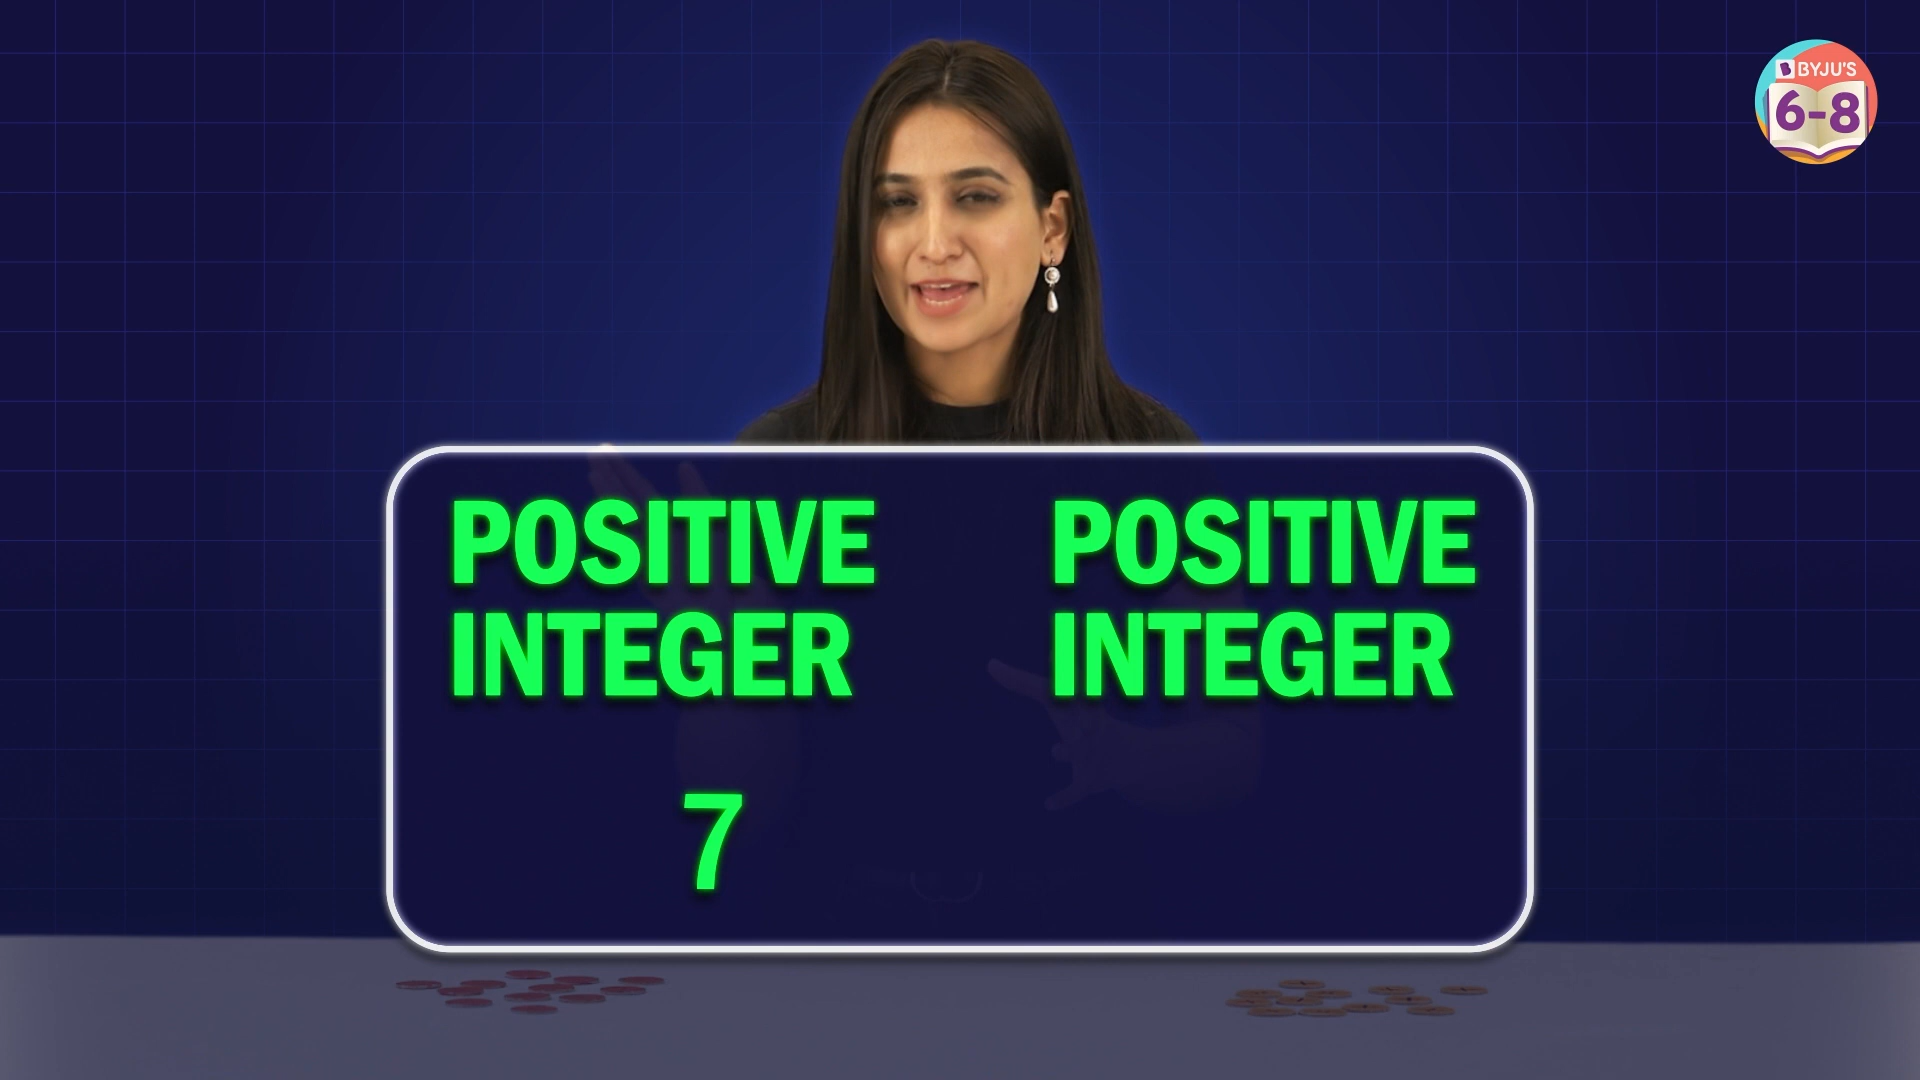 BYJU'S
6-8
POSITIVE
INTEGER
POSITIVE
INTEGER
7